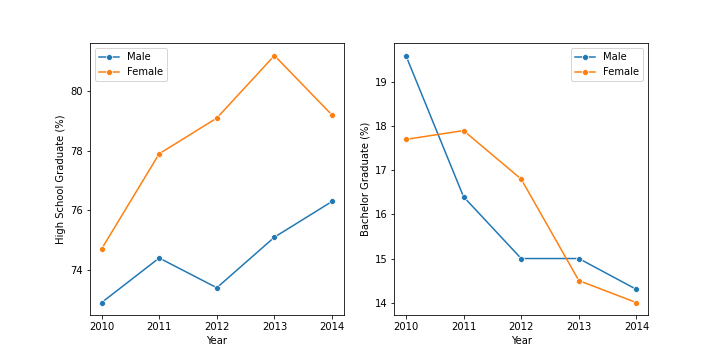 Male
Female
80
78
76
74
High School Graduate (%)
2010 2011 2012 2013 2014
Year
Male
Female
19
18
17
16
15
14
Bachelor Graduate (%)
2010 2011 2012 2013 2014
Year